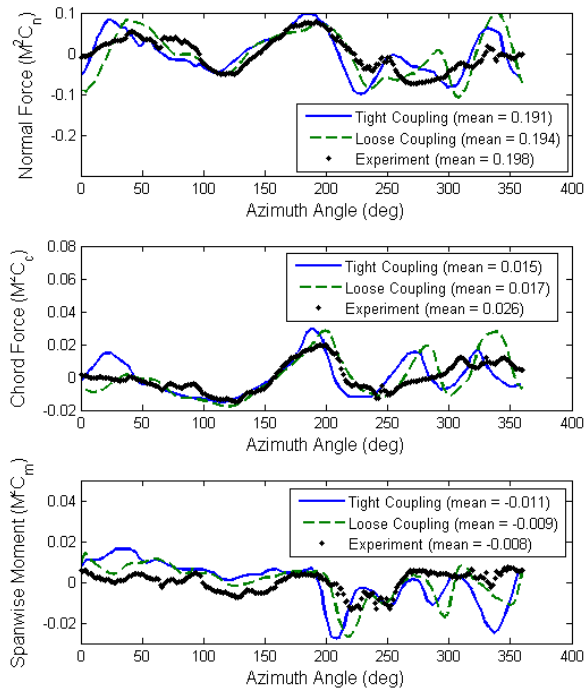 Normal Force (M²Cn)
0.1
0
-0.1
-0.2
Tight Coupling (mean = 0.191)
Loose Coupling (mean = 0.194)
Experiment (mean = 0.198)
0 50 100 150 200 250 300 350 400
Azimuth Angle (deg)
Chord Force (M²Cc)
0.08
0.06
0.04
0.02
0
-0.02
Tight Coupling (mean = 0.015)
Loose Coupling (mean = 0.017)
Experiment (mean = 0.026)
0 50 100 150 200 250 300 350 400
Azimuth Angle (deg)
Spanwise Moment (M²Cm)
0.04
0.02
0
-0.02
Tight Coupling (mean = -0.011)
Loose Coupling (mean = -0.009)
Experiment (mean = -0.008)
0 50 100 150 200 250 300 350 400
Azimuth Angle (deg)